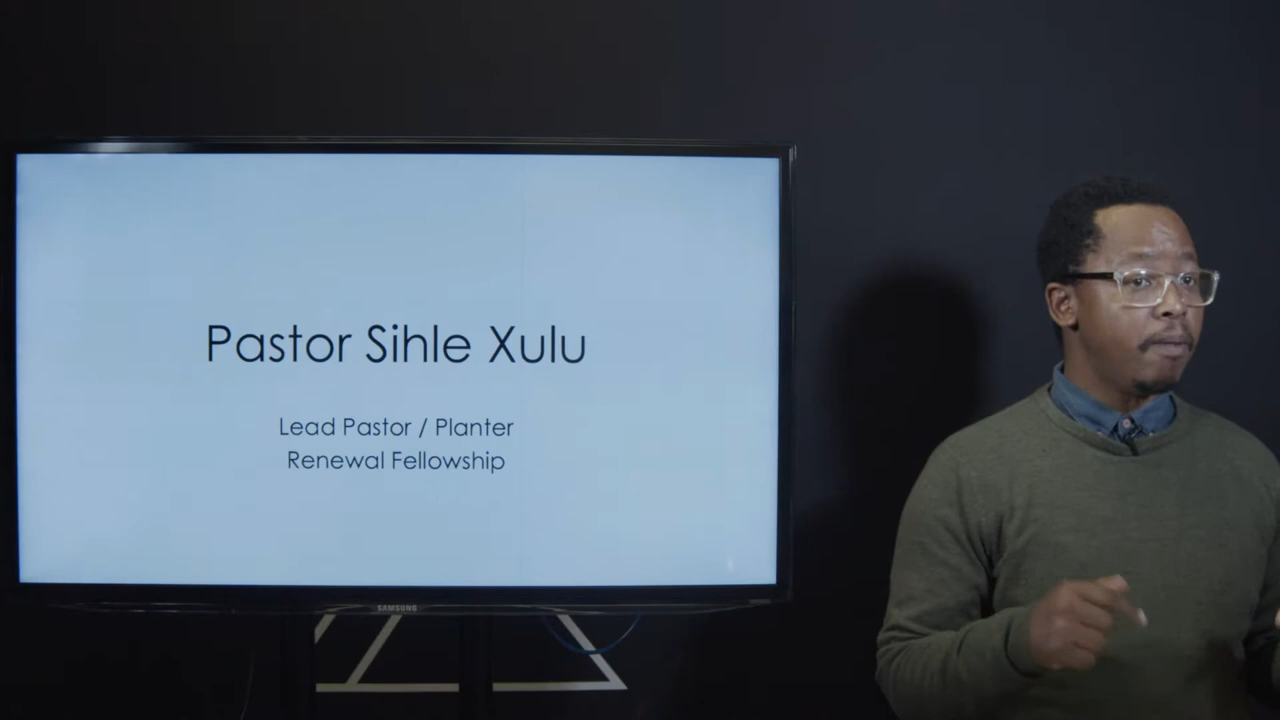 Pastor Sihle Xulu
Lead Pastor / Planter
Renewal Fellowship
SAMSUNG